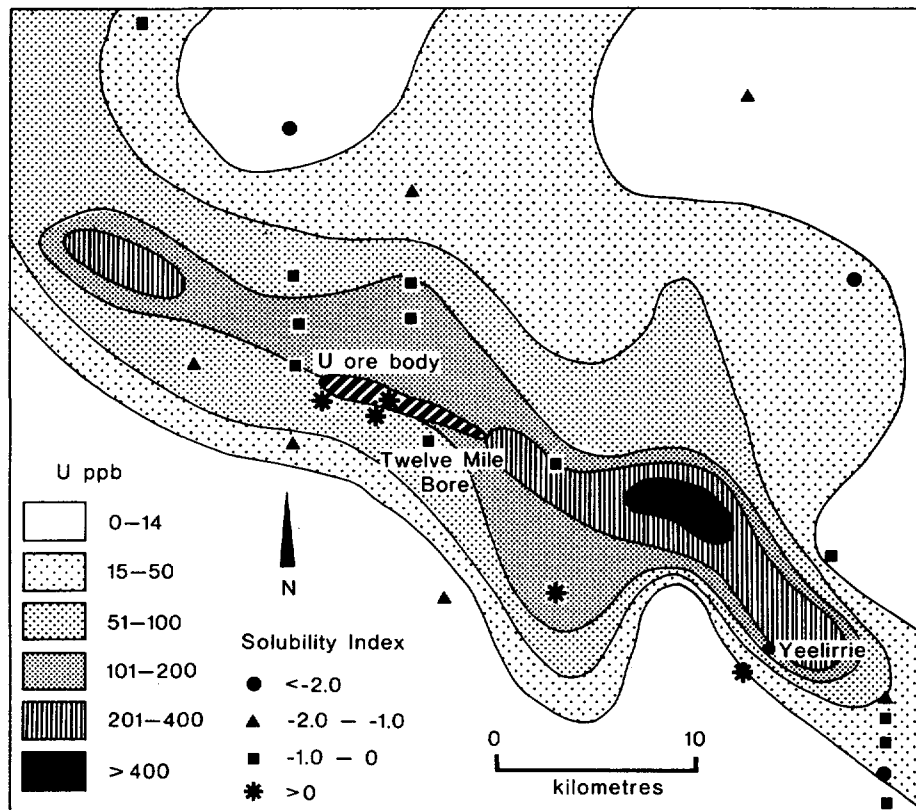 U ore body
Twelve Mile
Bore
Yeelirrie
U ppb
0–14
15–50
51–100
101–200
201–400
>400
N
Solubility Index
<-2.0
-2.0 – -1.0
-1.0 – 0
>0
0 10
kilometres